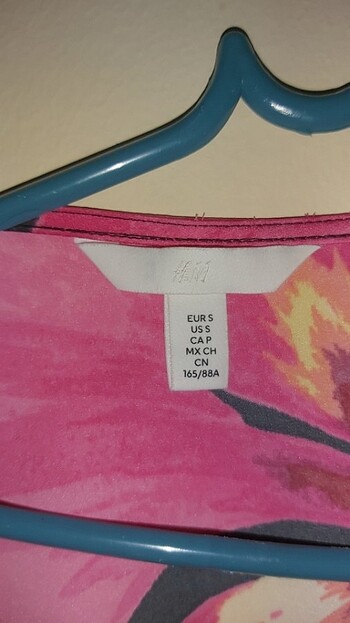 H&M
EUR S
US S
CA P
MX CH
CN
165/88A